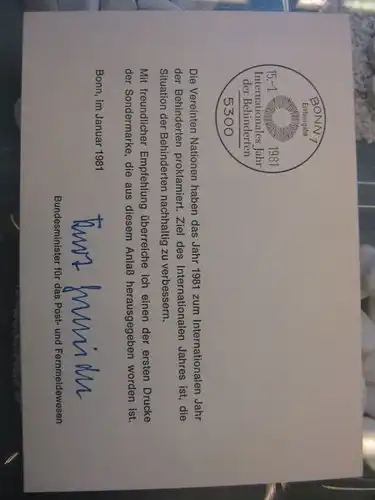 BONN 1
Erstausgabe
15.-1. 1981
Internationales Jahr
der Behinderten
5300
Die Vereinten Nationen haben das Jahr 1981 zum Internationalen Jahr
der Behinderten proklamiert. Ziel des Internationalen Jahres ist, die
Situation der Behinderten nachhaltig zu verbessern.
Mit freundlicher Empfehlung überreiche ich einen der ersten Drucke
der Sondermarke, die aus diesem Anlaß herausgegeben worden ist.
Bonn, im Januar 1981
Bundesminister für das Post- und Fernmeldewesen